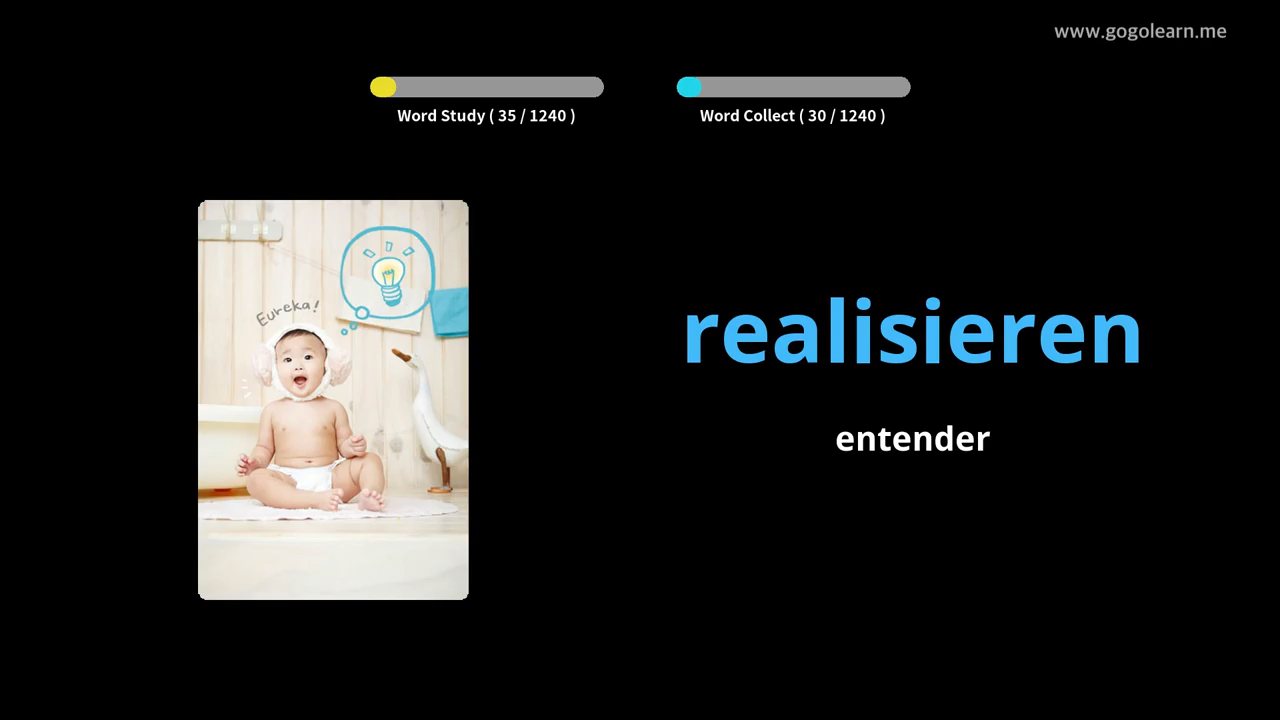 www.gogolearn.me
Word Study ( 35 / 1240 )
Word Collect ( 30 / 1240 )
Eureka!
realisieren
entender